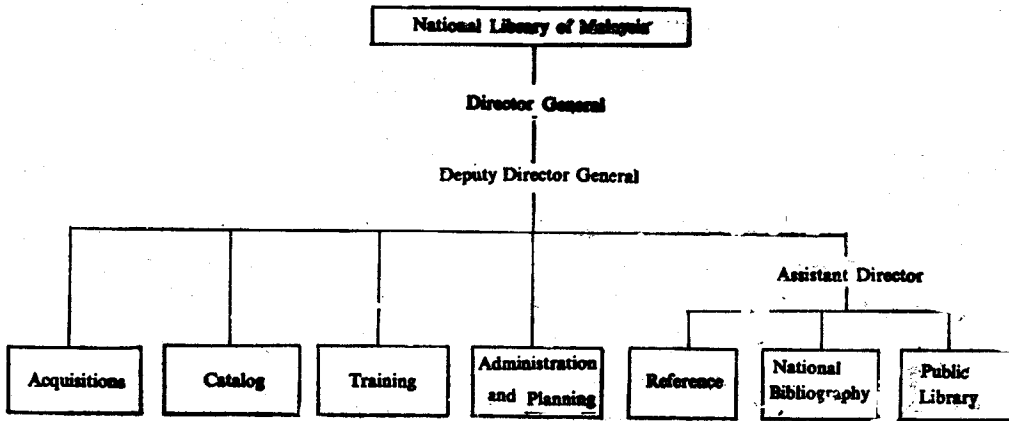 National Library of Malaysia
Director General
Deputy Director General
Assistant Director
Acquisitions
Catalog
Training
Administration
and Planning
Reference
National
Bibliography
Public
Library